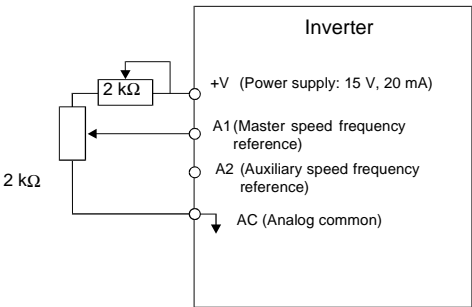 Inverter
2 kΩ
+V (Power supply: 15 V, 20 mA)
A1 (Master speed frequency
reference)
A2 (Auxiliary speed frequency
reference)
2 kΩ
AC (Analog common)